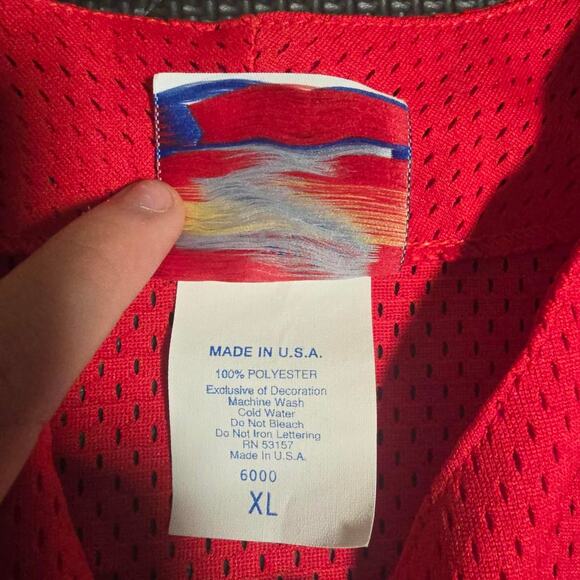 MADE IN U.S.A.
100% POLYESTER
Exclusive of Decoration
Machine Wash
Cold Water
Do Not Bleach
Do Not Iron Lettering
RN 53157
Made In U.S.A.
6000
XL